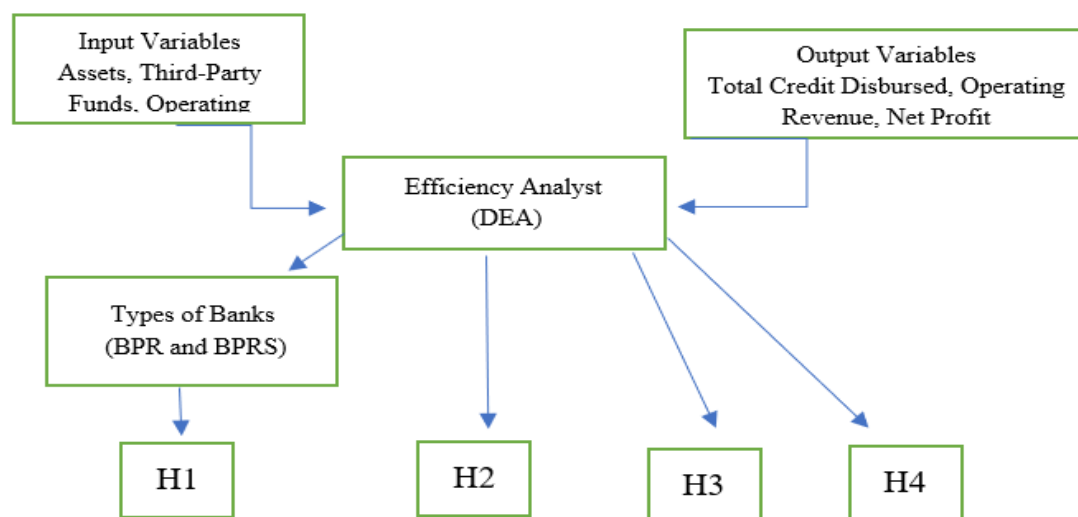 Input Variables
Assets, Third-Party
Funds, Operating
Output Variables
Total Credit Disbursed, Operating
Revenue, Net Profit
Efficiency Analyst
(DEA)
Types of Banks
(BPR and BPRS)
H1
H2
H3
H4